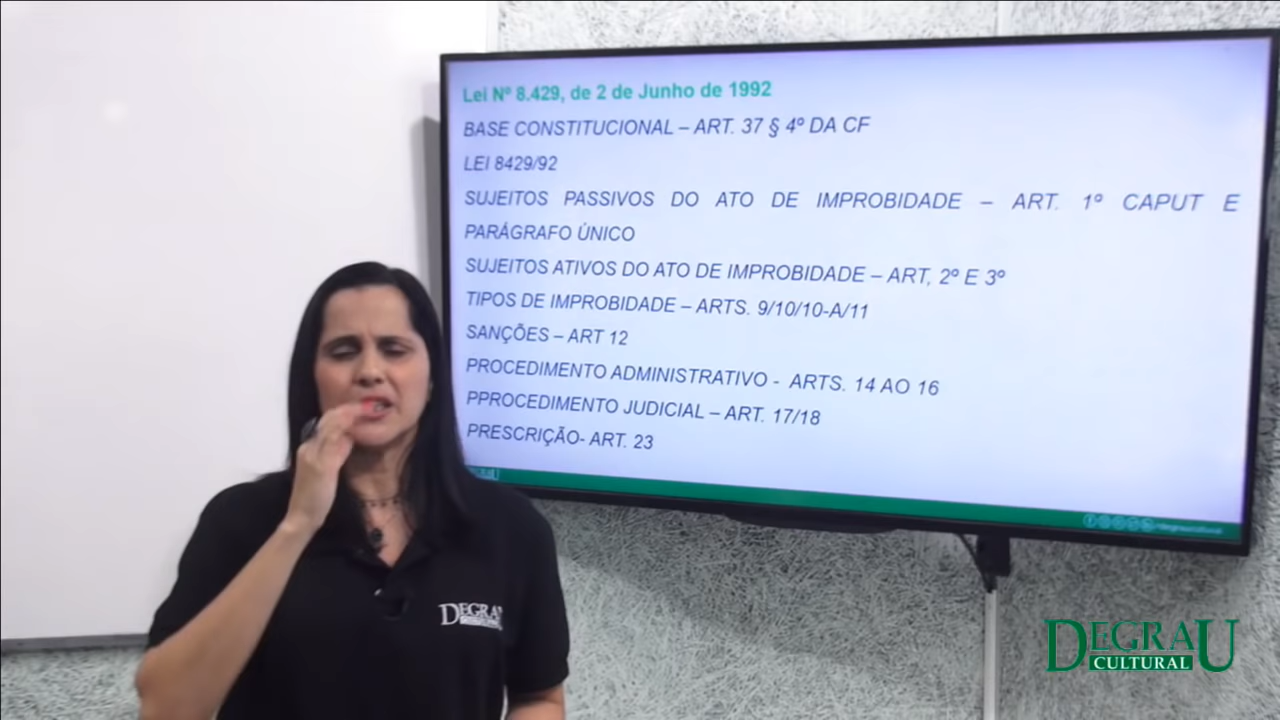 Lei Nº 8.429, de 2 de Junho de 1992
BASE CONSTITUCIONAL – ART. 37 § 4º DA CF
LEI 8429/92
SUJEITOS PASSIVOS DO ATO DE IMPROBIDADE – ART. 1º CAPUT E
PARÁGRAFO ÚNICO
SUJEITOS ATIVOS DO ATO DE IMPROBIDADE – ART, 2º E 3º
TIPOS DE IMPROBIDADE – ARTS. 9/10/10-A/11
SANÇÕES – ART 12
PROCEDIMENTO ADMINISTRATIVO - ARTS. 14 AO 16
PPROCEDIMENTO JUDICIAL – ART. 17/18
PRESCRIÇÃO- ART. 23
DEGRAU
DEGRAU
CULTURAL